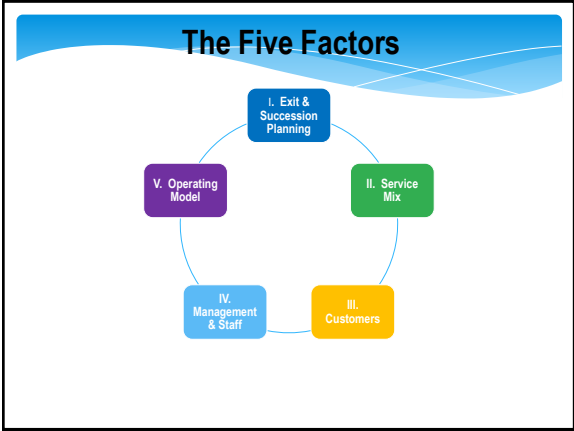 The Five Factors
I. Exit &
Succession
Planning
II. Service
Mix
III.
Customers
IV.
Management
& Staff
V. Operating
Model